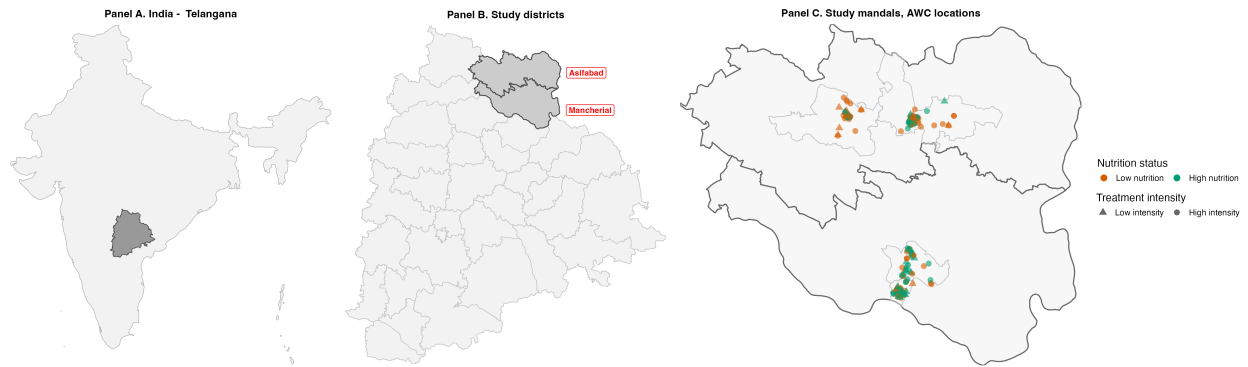 Panel A. India -  Telangana
Panel B. Study districts
Asifabad
Mancherial
Panel C. Study mandals, AWC locations
Nutrition status
Low nutrition
High nutrition
Treatment intensity
Low intensity
High intensity